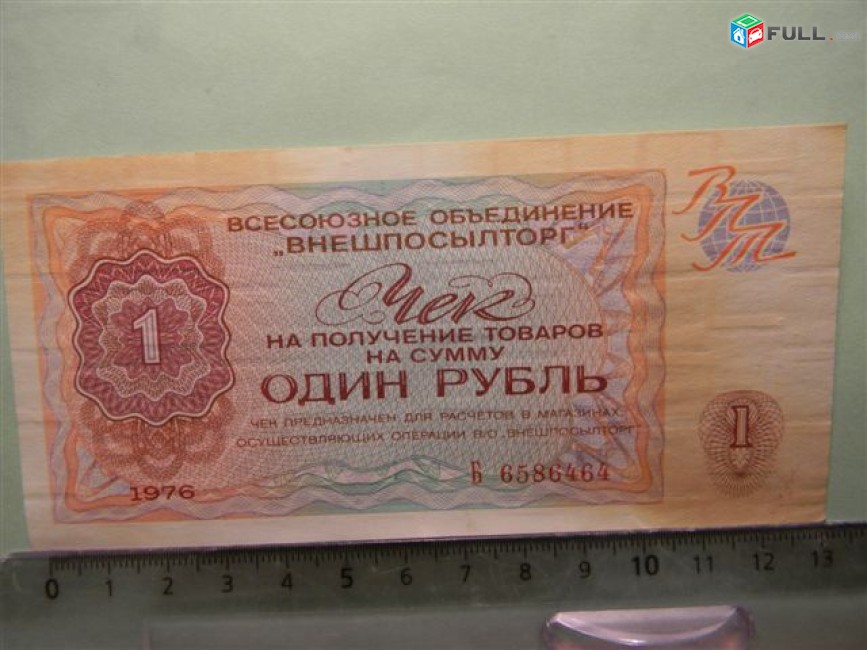 FULL
ВСЕСОЮЗНОЕ ОБЪЕДИНЕНИЕ
„ВНЕШПОСЫЛТОРГ"
ВПТ
Чек
НА ПОЛУЧЕНИЕ ТОВАРОВ
НА СУММУ
ОДИН РУБЛЬ
1
ЧЕК ПРЕДНАЗНАЧЕН ДЛЯ РАСЧЕТОВ В МАГАЗИНАХ,
ОСУЩЕСТВЛЯЮЩИХ ОПЕРАЦИИ В/О „ВНЕШПОСЫЛТОРГ"
1
Б 6586464
1976
0 1 2 3 4 5 6 7 8 9 10 11 12 13